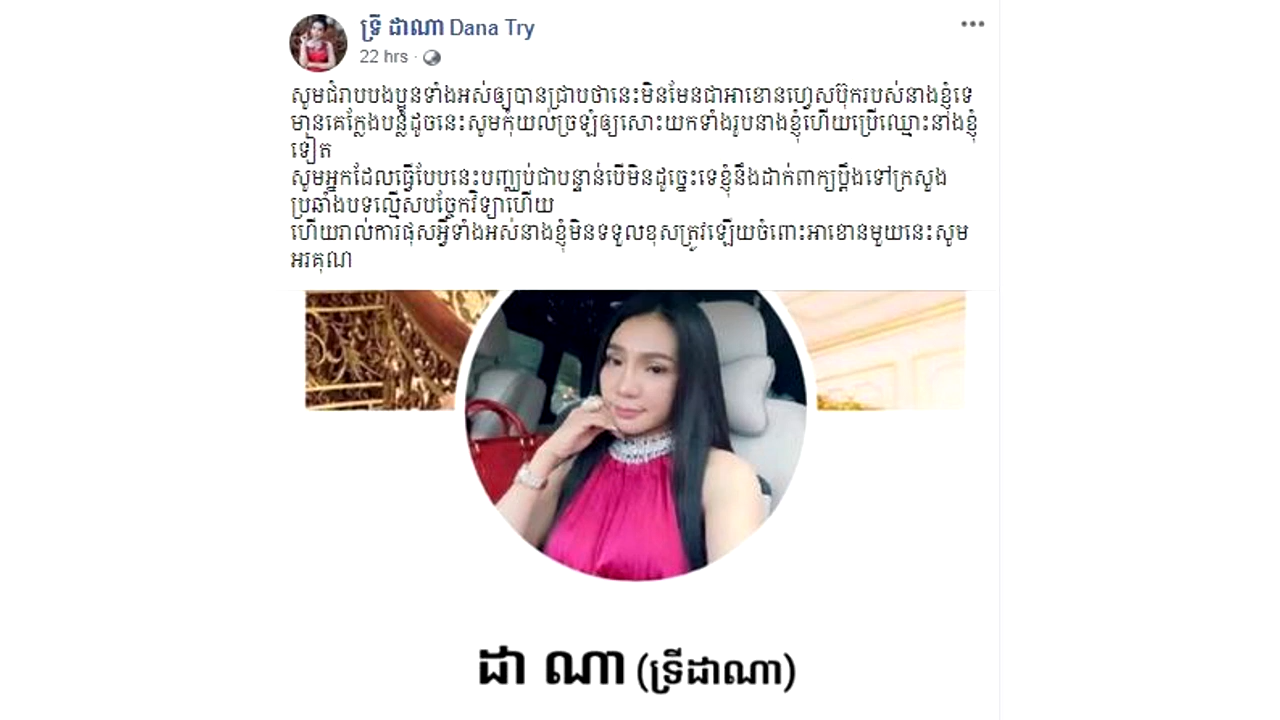 ទ្រី ដាណា Dana Try
22 hrs ·
សូមជំរាបបងប្អូនទាំងអស់ឲ្យបានជ្រាបថានេះមិនមែនជាអាខោនហ្វេសប៊ុករបស់នាងខ្ញុំទេ
មានគេក្លែងបន្លំដូចនេះសូមកុំយល់ច្រឡំឲ្យសោះយកទាំងរូបនាងខ្ញុំហើយប្រើឈ្មោះនាងខ្ញុំ
ទៀត
សូមអ្នកដែលធ្វើបែបនេះបញ្ឈប់ជាបន្ទាន់បើមិនដូច្នេះទេខ្ញុំនឹងដាក់ពាក្យប្តឹងទៅក្រសួង
ប្រឆាំងបទល្មើសបច្ចែកវិទ្យាហើយ
ហើយរាល់ការផុសអ្វីទាំងអស់នាងខ្ញុំមិនទទួលខុសត្រូវឡើយចំពោះអាខោនមួយនេះសូម
អរគុណ
ដា ណា (ទ្រីដាណា)